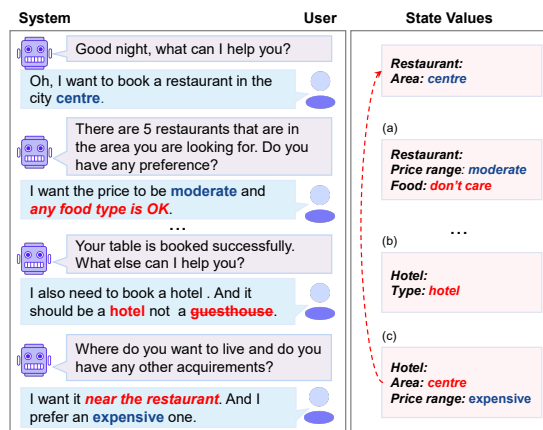 System
User
State Values
Good night, what can I help you?
Oh, I want to book a restaurant in the
city centre.
There are 5 restaurants that are in
the area you are looking for. Do you
have any preference?
I want the price to be moderate and
any food type is OK.
...
Your table is booked successfully.
What else can I help you?
I also need to book a hotel . And it
should be a hotel not a guesthouse.
Where do you want to live and do you
have any other acquirements?
I want it near the restaurant. And I
prefer an expensive one.
Restaurant:
Area: centre
(a)
Restaurant:
Price range: moderate
Food: don't care
...
(b)
Hotel:
Type: hotel
(c)
Hotel:
Area: centre
Price range: expensive